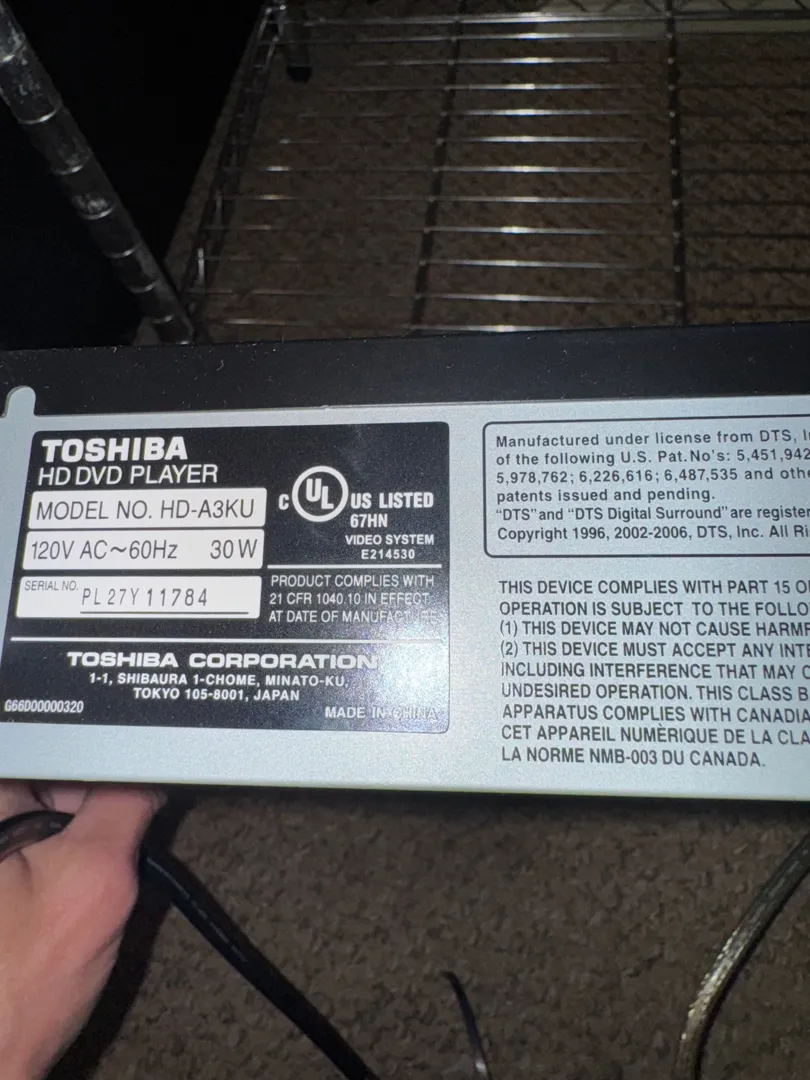 TOSHIBA
HD DVD PLAYER
MODEL NO. HD-A3KU
120V AC~60Hz 30W
SERIAL NO. PL27Y11784
C UL US LISTED
67HN
VIDEO SYSTEM
E214530
PRODUCT COMPLIES WITH
21 CFR 1040.10 IN EFFECT
AT DATE OF MANUFACTURE
TOSHIBA CORPORATION
1-1, SHIBAURA 1-CHOME, MINATO-KU,
TOKYO 105-8001, JAPAN
G66D00000320
MADE IN CHINA
Manufactured under license from DTS,
of the following U.S. Pat.No's: 5,451,942
5,978,762; 6,226,616; 6,487,535 and
patents issued and pending.
"DTS" and "DTS Digital Surround" are
Copyright 1996, 2002-2006, DTS, Inc. All
THIS DEVICE COMPLIES WITH PART 15
OPERATION IS SUBJECT TO THE
(1) THIS DEVICE MAY NOT CAUSE
(2) THIS DEVICE MUST ACCEPT ANY
INCLUDING INTERFERENCE THAT MAY
UNDESIRED OPERATION. THIS CLASS B
APPARATUS COMPLIES WITH
CET APPAREIL NUMÈRIQUE DE LA
LA NORME NMB-003 DU CANADA.